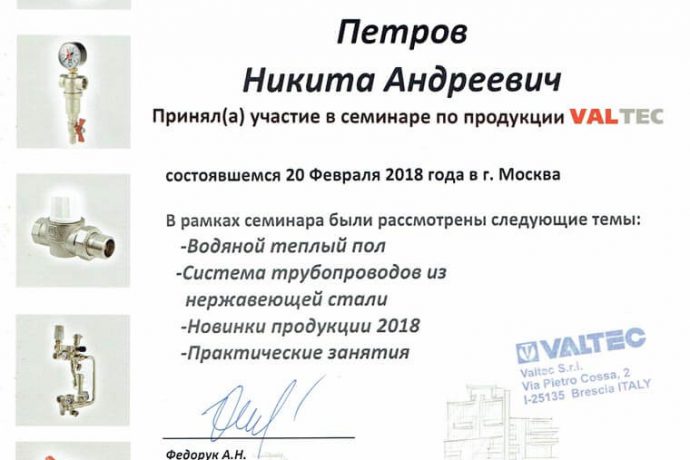 Петров
Никита Андреевич
Принял(а) участие в семинаре по продукции VALTEC
состоявшемся 20 Февраля 2018 года в г. Москва
В рамках семинара были рассмотрены следующие темы:
-Водяной теплый пол
-Система трубопроводов из
нержавеющей стали
-Новинки продукции 2018
-Практические занятия
VALTEC
Valtec S.r.l.
Via Pietro Cossa, 2
I-25135 Brescia ITALY
Федорук А.Н.